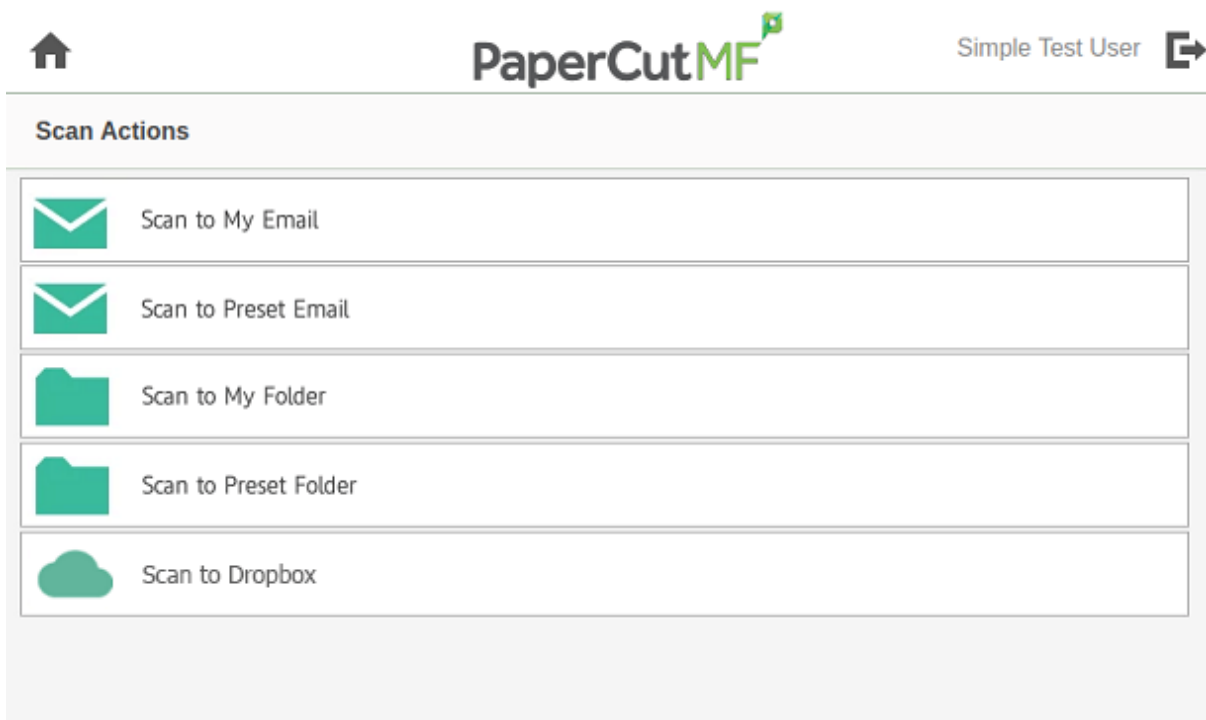 PaperCutMF
Simple Test User
Scan Actions
Scan to My Email
Scan to Preset Email
Scan to My Folder
Scan to Preset Folder
Scan to Dropbox